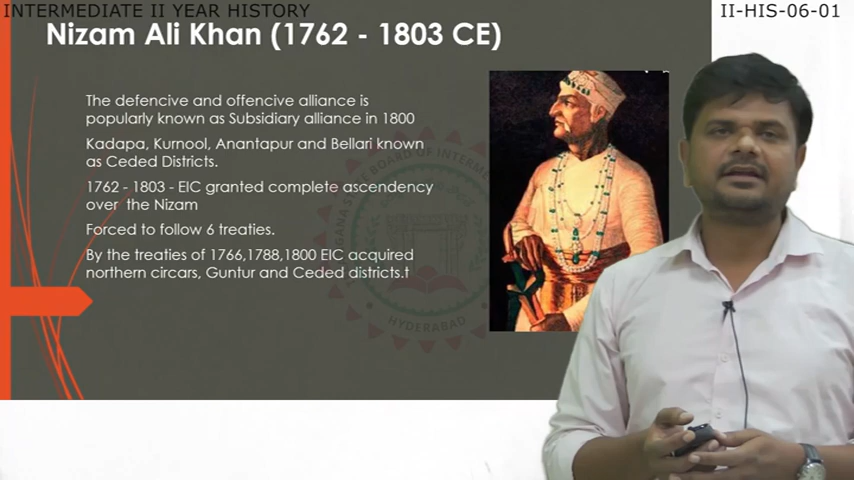 INTERMEDIATE II YEAR HISTORY
II-HIS-06-01
Nizam Ali Khan (1762 - 1803 CE)
The defencive and offencive alliance is
popularly known as Subsidiary alliance in 1800
Kadapa, Kurnool, Anantapur and Bellari known
as Ceded Districts.
1762 - 1803 - EIC granted complete ascendency
over the Nizam
Forced to follow 6 treaties.
By the treaties of 1766,1788,1800 EIC acquired
northern circars, Guntur and Ceded districts.t
HYDERABAD